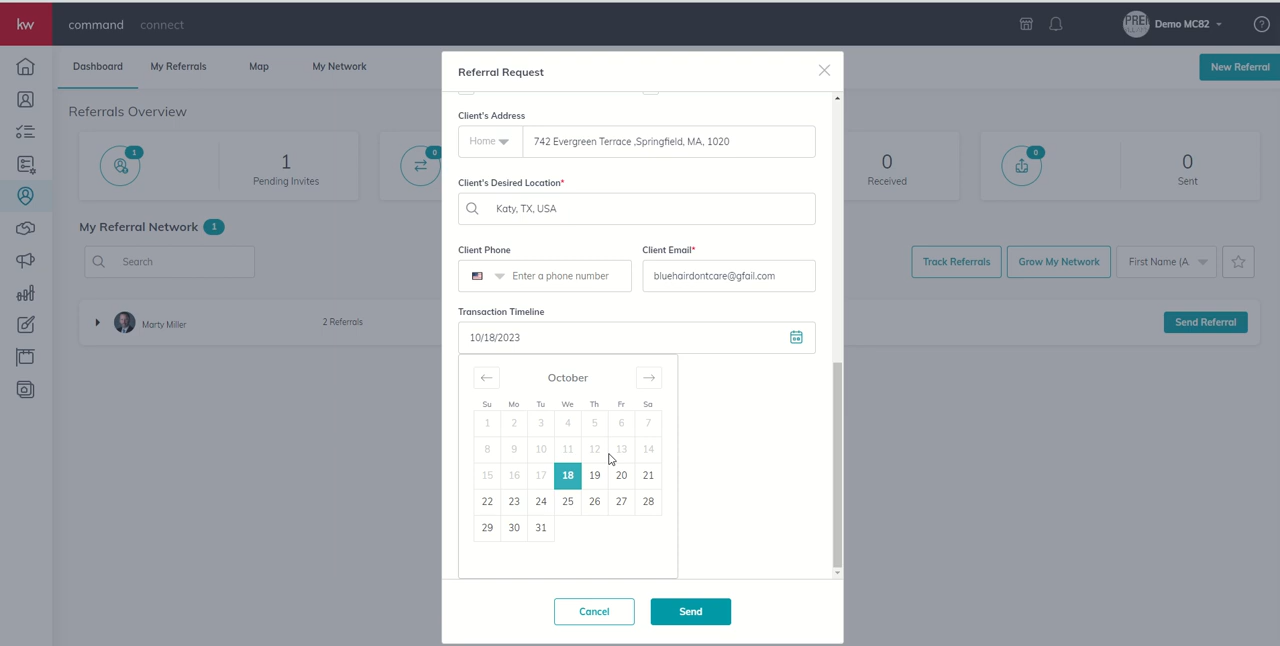 kw command connect
PREI
Demo MC82
?
Dashboard My Referrals Map My Network
New Referral
Referrals Overview
1
1
Pending Invites
0
0
Received
0
0
Sent
My Referral Network 1
Search
Track Referrals Grow My Network First Name (A
Marty Miller 2 Referrals Send Referral
Referral Request
Client's Address
Home 742 Evergreen Terrace ,Springfield, MA, 1020
Client's Desired Location*
Katy, TX, USA
Client Phone Client Email*
Enter a phone number bluehairdontcare@gfail.com
Transaction Timeline
10/18/2023
October
Su Mo Tu We Th Fr Sa
1 2 3 4 5 6 7
8 9 10 11 12 13 14
15 16 17 18 19 20 21
22 23 24 25 26 27 28
29 30 31
Cancel Send